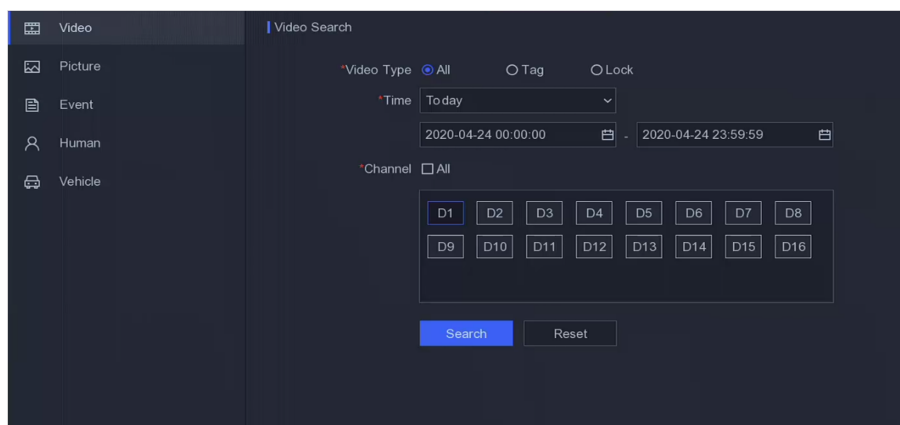 Video
Picture
Event
Human
Vehicle
Video Search
*Video Type All Tag Lock
*Time Today
2020-04-24 00:00:00 - 2020-04-24 23:59:59
*Channel All
D1 D2 D3 D4 D5 D6 D7 D8
D9 D10 D11 D12 D13 D14 D15 D16
Search Reset